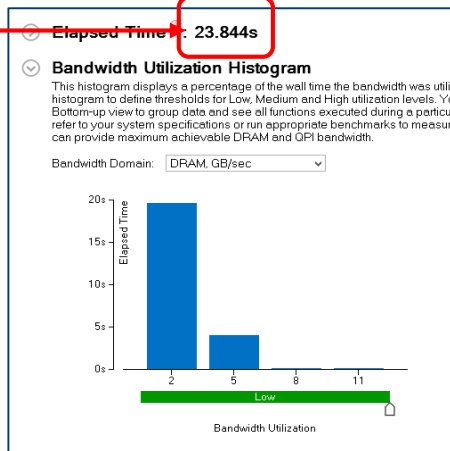 Elapsed Time : 23.844s
Bandwidth Utilization Histogram
This histogram displays a percentage of the wall time the bandwidth was utili
histogram to define thresholds for Low, Medium and High utilization levels. Yo
Bottom-up view to group data and see all functions executed during a particu
refer to your system specifications or run appropriate benchmarks to measur
can provide maximum achievable DRAM and QPI bandwidth.
Bandwidth Domain: DRAM, GB/sec
20s
15s
10s
5s
0s
Elapsed Time
2 5 8 11
Low
Bandwidth Utilization